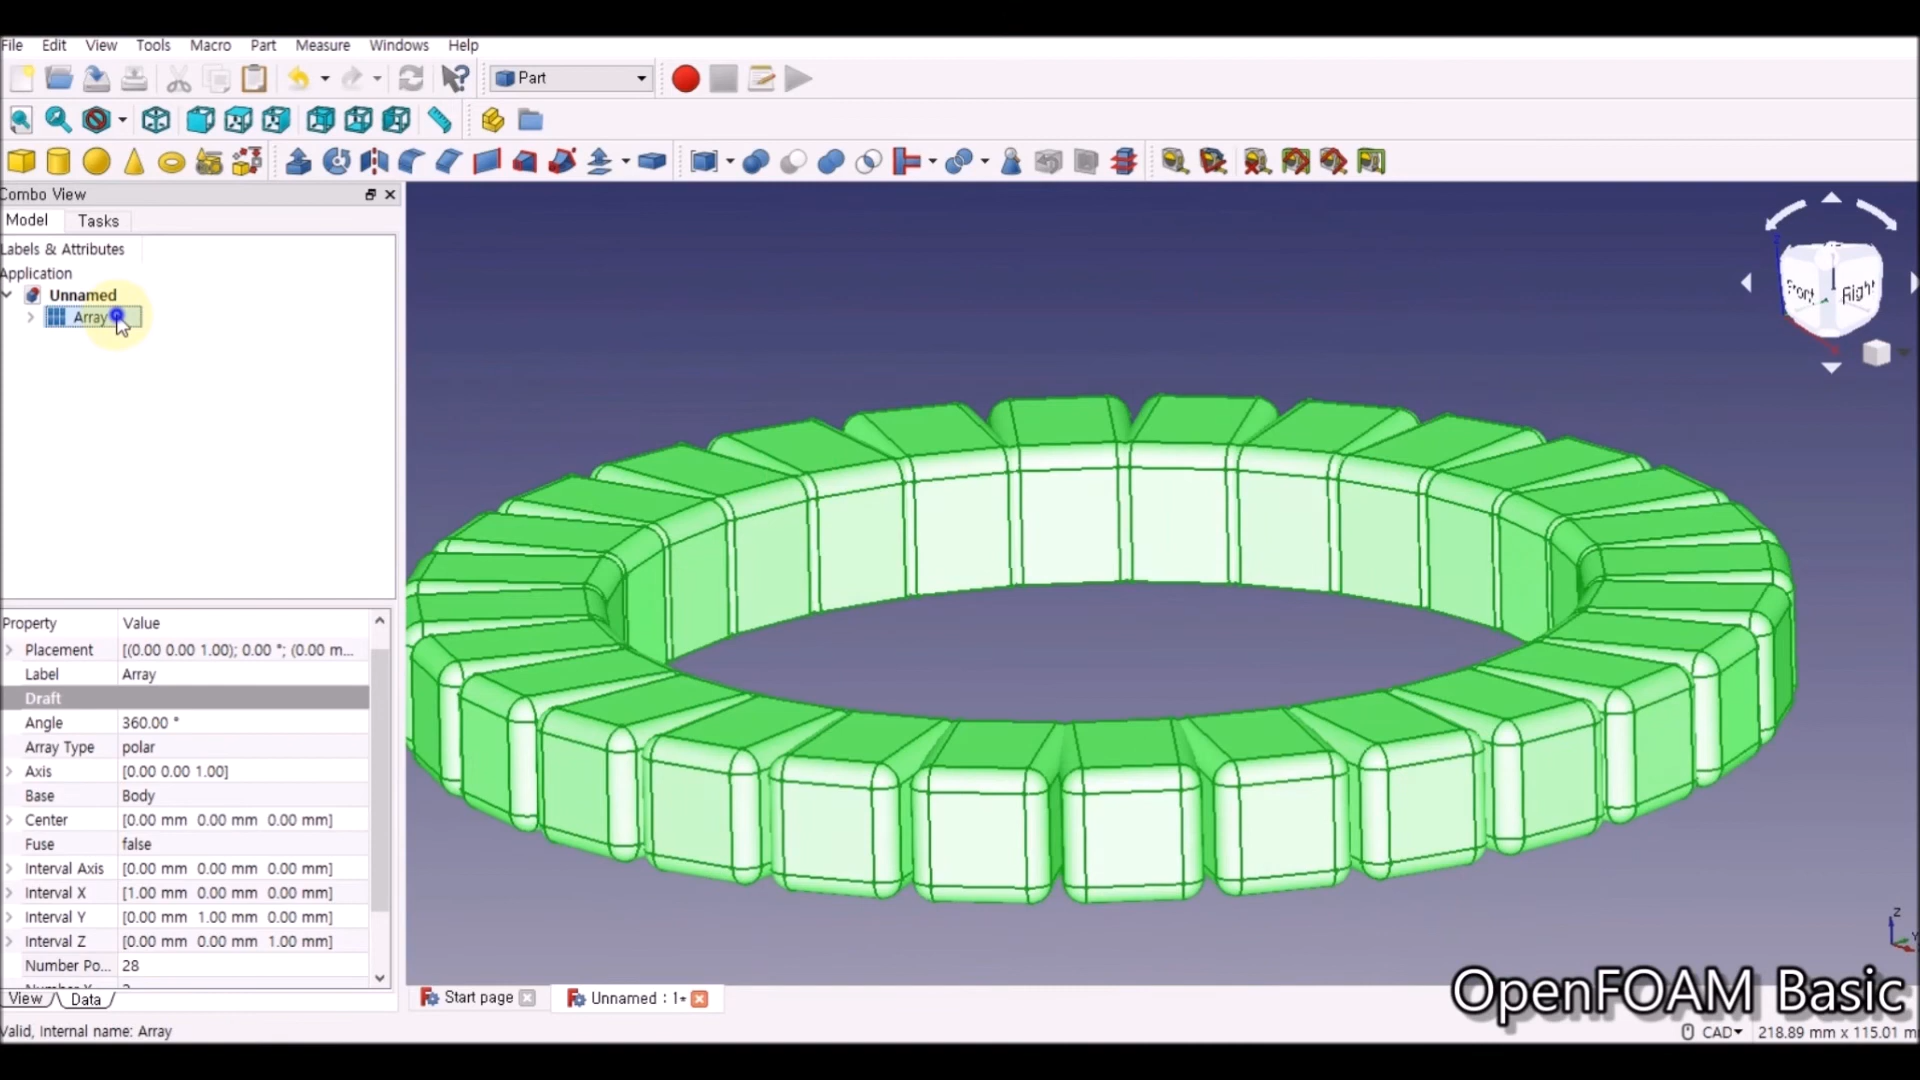 File Edit View Tools Macro Part Measure Windows Help
Part
Combo View
Model Tasks
Labels & Attributes
Application
Unnamed
Array
Front Right
Property Value
Placement [(0.00 0.00 1.00); 0.00 °; (0.00 m...
Label Array
Draft
Angle 360.00 °
Array Type polar
Axis [0.00 0.00 1.00]
Base Body
Center [0.00 mm 0.00 mm 0.00 mm]
Fuse false
Interval Axis [0.00 mm 0.00 mm 0.00 mm]
Interval X [1.00 mm 0.00 mm 0.00 mm]
Interval Y [0.00 mm 1.00 mm 0.00 mm]
Interval Z [0.00 mm 0.00 mm 1.00 mm]
Number Po... 28
View Data
Start page Unnamed : 1*
Z
Y
OpenFOAM Basic
Valid, Internal name: Array
CAD 218.89 mm x 115.01 m